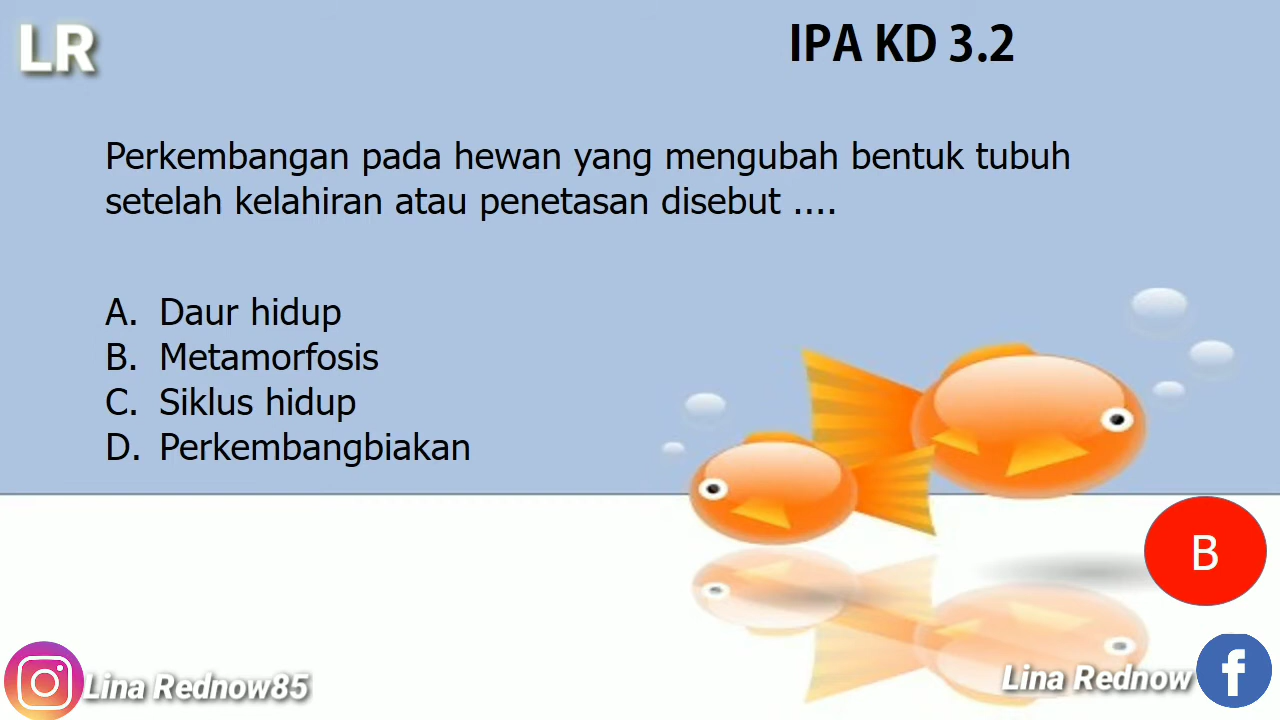 LR
IPA KD 3.2
Perkembangan pada hewan yang mengubah bentuk tubuh
setelah kelahiran atau penetasan disebut ....
A. Daur hidup
B. Metamorfosis
C. Siklus hidup
D. Perkembangbiakan
B
Lina Rednow85
Lina Rednow